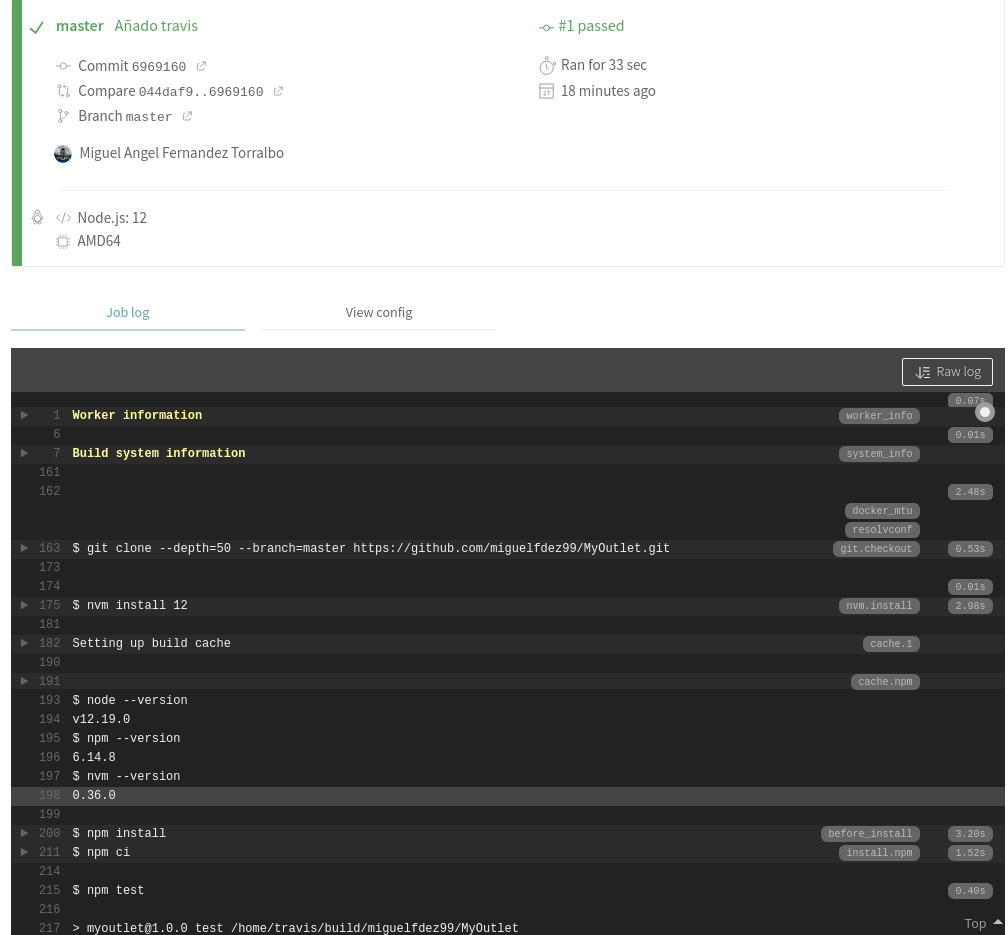 master Añado travis
#1 passed
Commit 6969160
Ran for 33 sec
Compare 044daf9..6969160
27 18 minutes ago
Branch master
Miguel Angel Fernandez Torralbo
</> Node.js: 12
AMD64
Job log
View config
Raw log
0.07s
1 Worker information worker_info
6 0.01s
7 Build system information system_info
161
162 2.48s
docker_mtu
resolvconf
163 $ git clone --depth=50 --branch=master https://github.com/miguelfdez99/MyOutlet.git git.checkout 0.53s
173
174 0.01s
175 $ nvm install 12 nvm.install 2.98s
181
182 Setting up build cache cache.1
190
191 cache.npm
193 $ node --version
194 v12.19.0
195 $ npm --version
196 6.14.8
197 $ nvm --version
198 0.36.0
199
200 $ npm install before_install 3.20s
211 $ npm ci install.npm 1.52s
214
215 $ npm test 0.40s
216
217 > myoutlet@1.0.0 test /home/travis/build/miguelfdez99/MyOutlet
Top